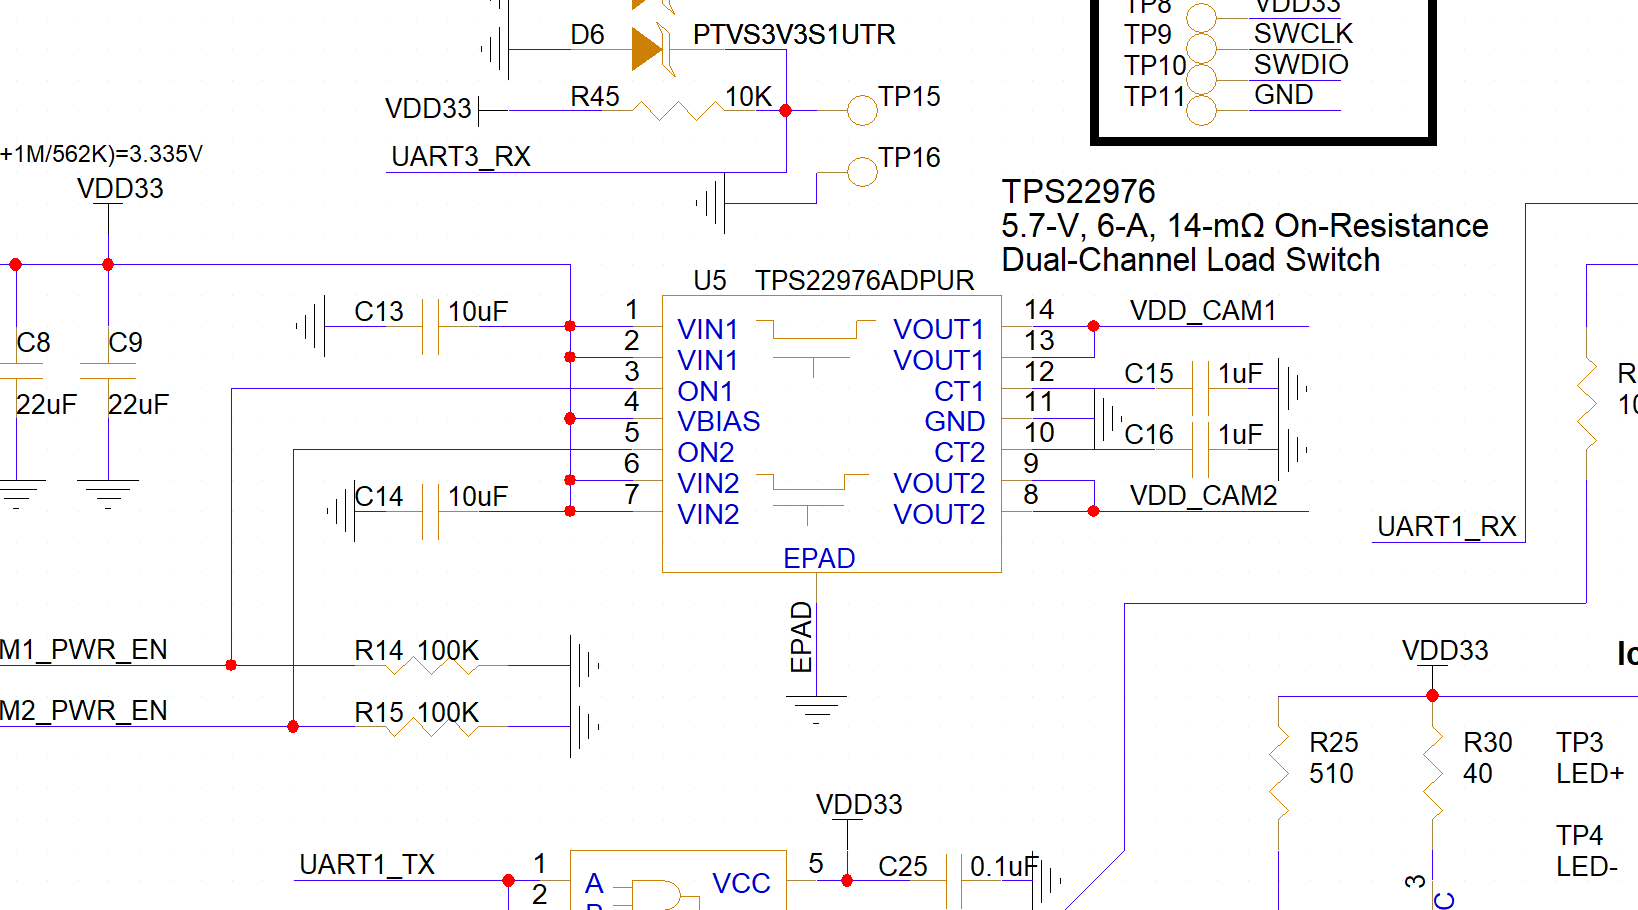 TP8 VDD33
D6 PTVS3V3S1UTR
TP9 SWCLK
TP10 SWDIO
VDD33 R45 10K TP15
TP11 GND
+1M/562K)=3.335V
UART3_RX TP16
VDD33
TPS22976
5.7-V, 6-A, 14-mΩ On-Resistance
Dual-Channel Load Switch
U5 TPS22976ADPUR
C13 10uF 1 VIN1 VOUT1 14 VDD_CAM1
C8 C9 2 VIN1 VOUT1 13
3 ON1 CT1 12 C15 1uF
22uF 22uF 4 VBIAS GND 11
5 ON2 CT2 10 C16 1uF
6 VIN2 VOUT2 9
C14 10uF 7 VIN2 VOUT2 8 VDD_CAM2
UART1_RX
EPAD
EPAD
M1_PWR_EN R14 100K
VDD33
M2_PWR_EN R15 100K
R25 R30 TP3
510 40 LED+
VDD33
TP4
UART1_TX 1 A VCC 5 C25 0.1uF LED-
2
3
C